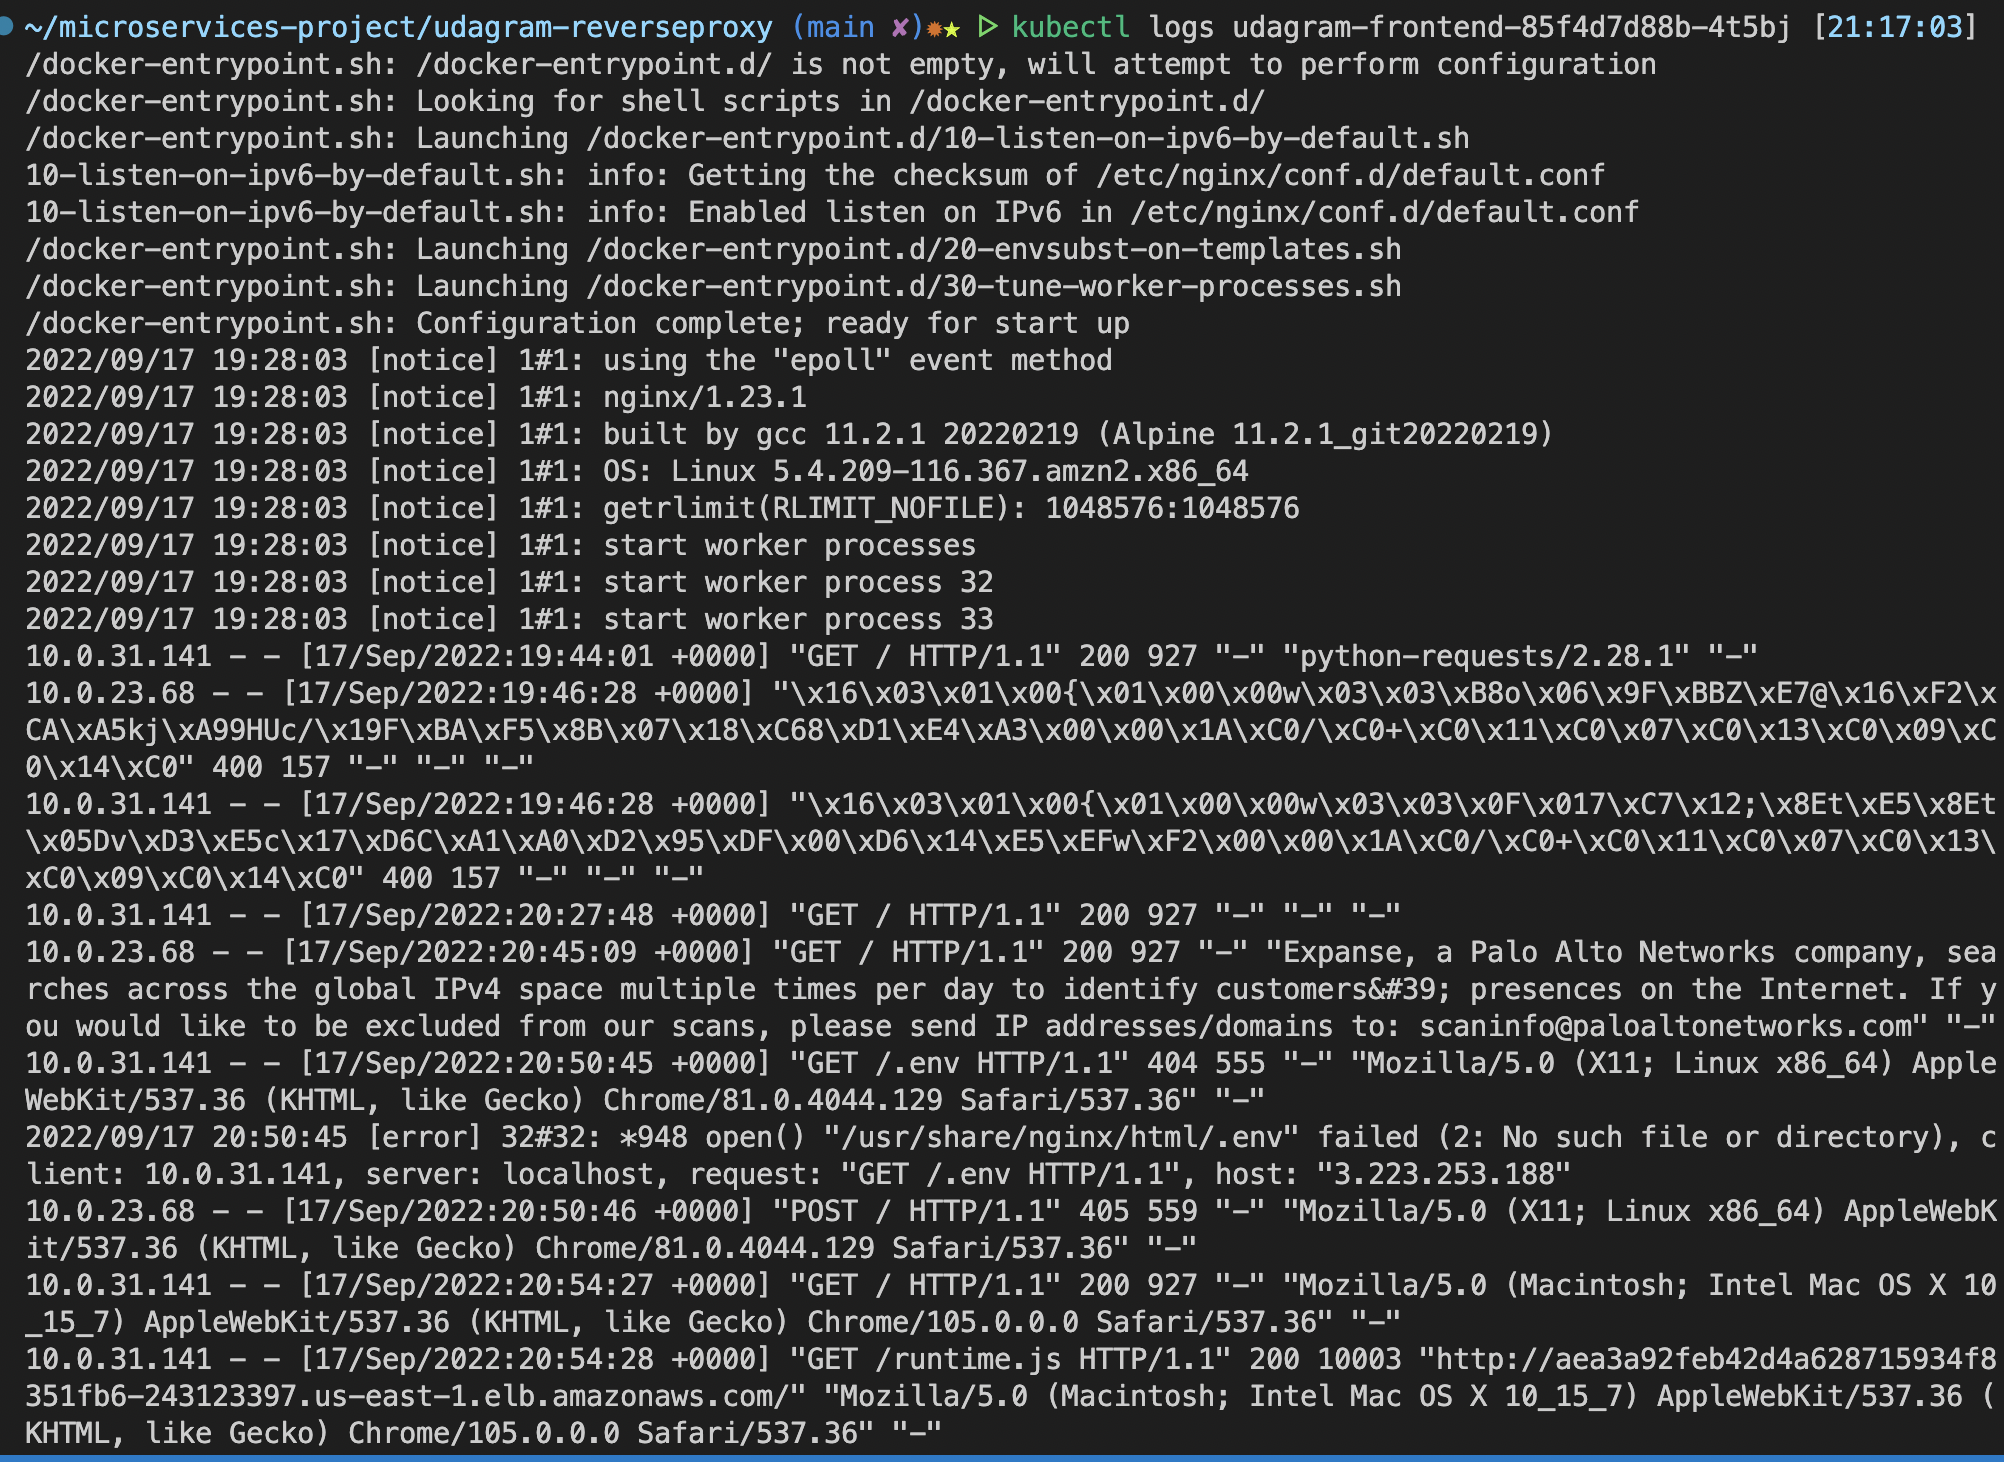 ~/microservices-project/udagram-reverseproxy (main ✘)✹★ ▷ kubectl logs udagram-frontend-85f4d7d88b-4t5bj [21:17:03]
/docker-entrypoint.sh: /docker-entrypoint.d/ is not empty, will attempt to perform configuration
/docker-entrypoint.sh: Looking for shell scripts in /docker-entrypoint.d/
/docker-entrypoint.sh: Launching /docker-entrypoint.d/10-listen-on-ipv6-by-default.sh
10-listen-on-ipv6-by-default.sh: info: Getting the checksum of /etc/nginx/conf.d/default.conf
10-listen-on-ipv6-by-default.sh: info: Enabled listen on IPv6 in /etc/nginx/conf.d/default.conf
/docker-entrypoint.sh: Launching /docker-entrypoint.d/20-envsubst-on-templates.sh
/docker-entrypoint.sh: Launching /docker-entrypoint.d/30-tune-worker-processes.sh
/docker-entrypoint.sh: Configuration complete; ready for start up
2022/09/17 19:28:03 [notice] 1#1: using the "epoll" event method
2022/09/17 19:28:03 [notice] 1#1: nginx/1.23.1
2022/09/17 19:28:03 [notice] 1#1: built by gcc 11.2.1 20220219 (Alpine 11.2.1_git20220219)
2022/09/17 19:28:03 [notice] 1#1: OS: Linux 5.4.209-116.367.amzn2.x86_64
2022/09/17 19:28:03 [notice] 1#1: getrlimit(RLIMIT_NOFILE): 1048576:1048576
2022/09/17 19:28:03 [notice] 1#1: start worker processes
2022/09/17 19:28:03 [notice] 1#1: start worker process 32
2022/09/17 19:28:03 [notice] 1#1: start worker process 33
10.0.31.141 - - [17/Sep/2022:19:44:01 +0000] "GET / HTTP/1.1" 200 927 "-" "python-requests/2.28.1" "-"
10.0.23.68 - - [17/Sep/2022:19:46:28 +0000] "\x16\x03\x01\x00{\x01\x00\x00w\x03\x03\xB8o\x06\x9F\xBBZ\xE7@\x16\xF2\x
CA\xA5kj\xA99HUc/\x19F\xBA\xF5\x8B\x07\x18\xC68\xD1\xE4\xA3\x00\x00\x1A\xC0/\xC0+\xC0\x11\xC0\x07\xC0\x13\xC0\x09\xC
0\x14\xC0" 400 157 "-" "-" "-"
10.0.31.141 - - [17/Sep/2022:19:46:28 +0000] "\x16\x03\x01\x00{\x01\x00\x00w\x03\x03\x0F\x017\xC7\x12;\x8Et\xE5\x8Et
\x05Dv\xD3\xE5c\x17\xD6C\xA1\xA0\xD2\x95\xDF\x00\xD6\x14\xE5\xEFw\xF2\x00\x00\x1A\xC0/\xC0+\xC0\x11\xC0\x07\xC0\x13\
xC0\x09\xC0\x14\xC0" 400 157 "-" "-" "-"
10.0.31.141 - - [17/Sep/2022:20:27:48 +0000] "GET / HTTP/1.1" 200 927 "-" "-" "-"
10.0.23.68 - - [17/Sep/2022:20:45:09 +0000] "GET / HTTP/1.1" 200 927 "-" "Expanse, a Palo Alto Networks company, sea
rches across the global IPv4 space multiple times per day to identify customers&#39; presences on the Internet. If y
ou would like to be excluded from our scans, please send IP addresses/domains to: scaninfo@paloaltonetworks.com" "-"
10.0.31.141 - - [17/Sep/2022:20:50:45 +0000] "GET /.env HTTP/1.1" 404 555 "-" "Mozilla/5.0 (X11; Linux x86_64) Apple
WebKit/537.36 (KHTML, like Gecko) Chrome/81.0.4044.129 Safari/537.36" "-"
2022/09/17 20:50:45 [error] 32#32: *948 open() "/usr/share/nginx/html/.env" failed (2: No such file or directory), c
lient: 10.0.31.141, server: localhost, request: "GET /.env HTTP/1.1", host: "3.223.253.188"
10.0.23.68 - - [17/Sep/2022:20:50:46 +0000] "POST / HTTP/1.1" 405 559 "-" "Mozilla/5.0 (X11; Linux x86_64) AppleWebK
it/537.36 (KHTML, like Gecko) Chrome/81.0.4044.129 Safari/537.36" "-"
10.0.31.141 - - [17/Sep/2022:20:54:27 +0000] "GET / HTTP/1.1" 200 927 "-" "Mozilla/5.0 (Macintosh; Intel Mac OS X 10
_15_7) AppleWebKit/537.36 (KHTML, like Gecko) Chrome/105.0.0.0 Safari/537.36" "-"
10.0.31.141 - - [17/Sep/2022:20:54:28 +0000] "GET /runtime.js HTTP/1.1" 200 10003 "http://aea3a92feb42d4a628715934f8
351fb6-243123397.us-east-1.elb.amazonaws.com/" "Mozilla/5.0 (Macintosh; Intel Mac OS X 10_15_7) AppleWebKit/537.36 (
KHTML, like Gecko) Chrome/105.0.0.0 Safari/537.36" "-"